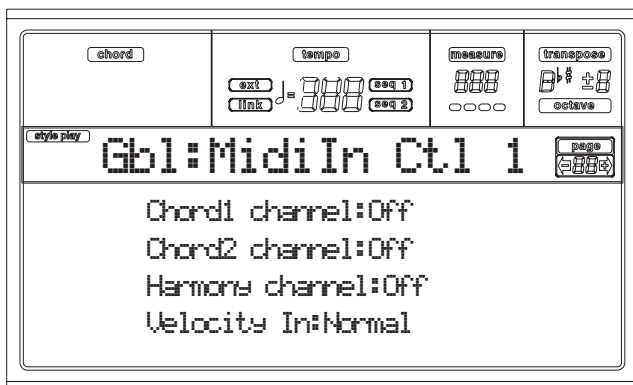 chord
tempo
measure
transpose
ext
link
seq 1
seq 2
octave
style play
Gbl:MidiIn Ctl 1
page
Chord1 channel:Off
Chord2 channel:Off
Harmony channel:Off
Velocity In:Normal